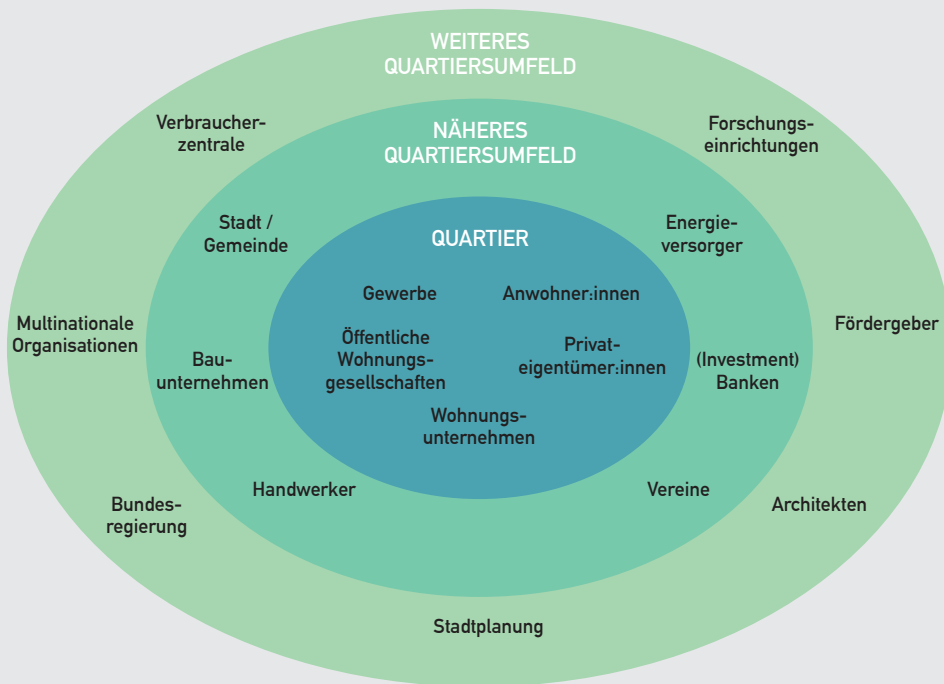 WEITERES
QUARTIERSUMFELD
Verbraucher-
zentrale
Forschungs-
einrichtungen
NÄHERES
QUARTIERSUMFELD
Stadt /
Gemeinde
Energie-
versorger
QUARTIER
Gewerbe
Anwohner:innen
Multinationale
Organisationen
Fördergeber
Bau-
unternehmen
Öffentliche
Wohnungs-
gesellschaften
Privat-
eigentümer:innen
(Investment)
Banken
Wohnungs-
unternehmen
Handwerker
Vereine
Bundes-
regierung
Architekten
Stadtplanung